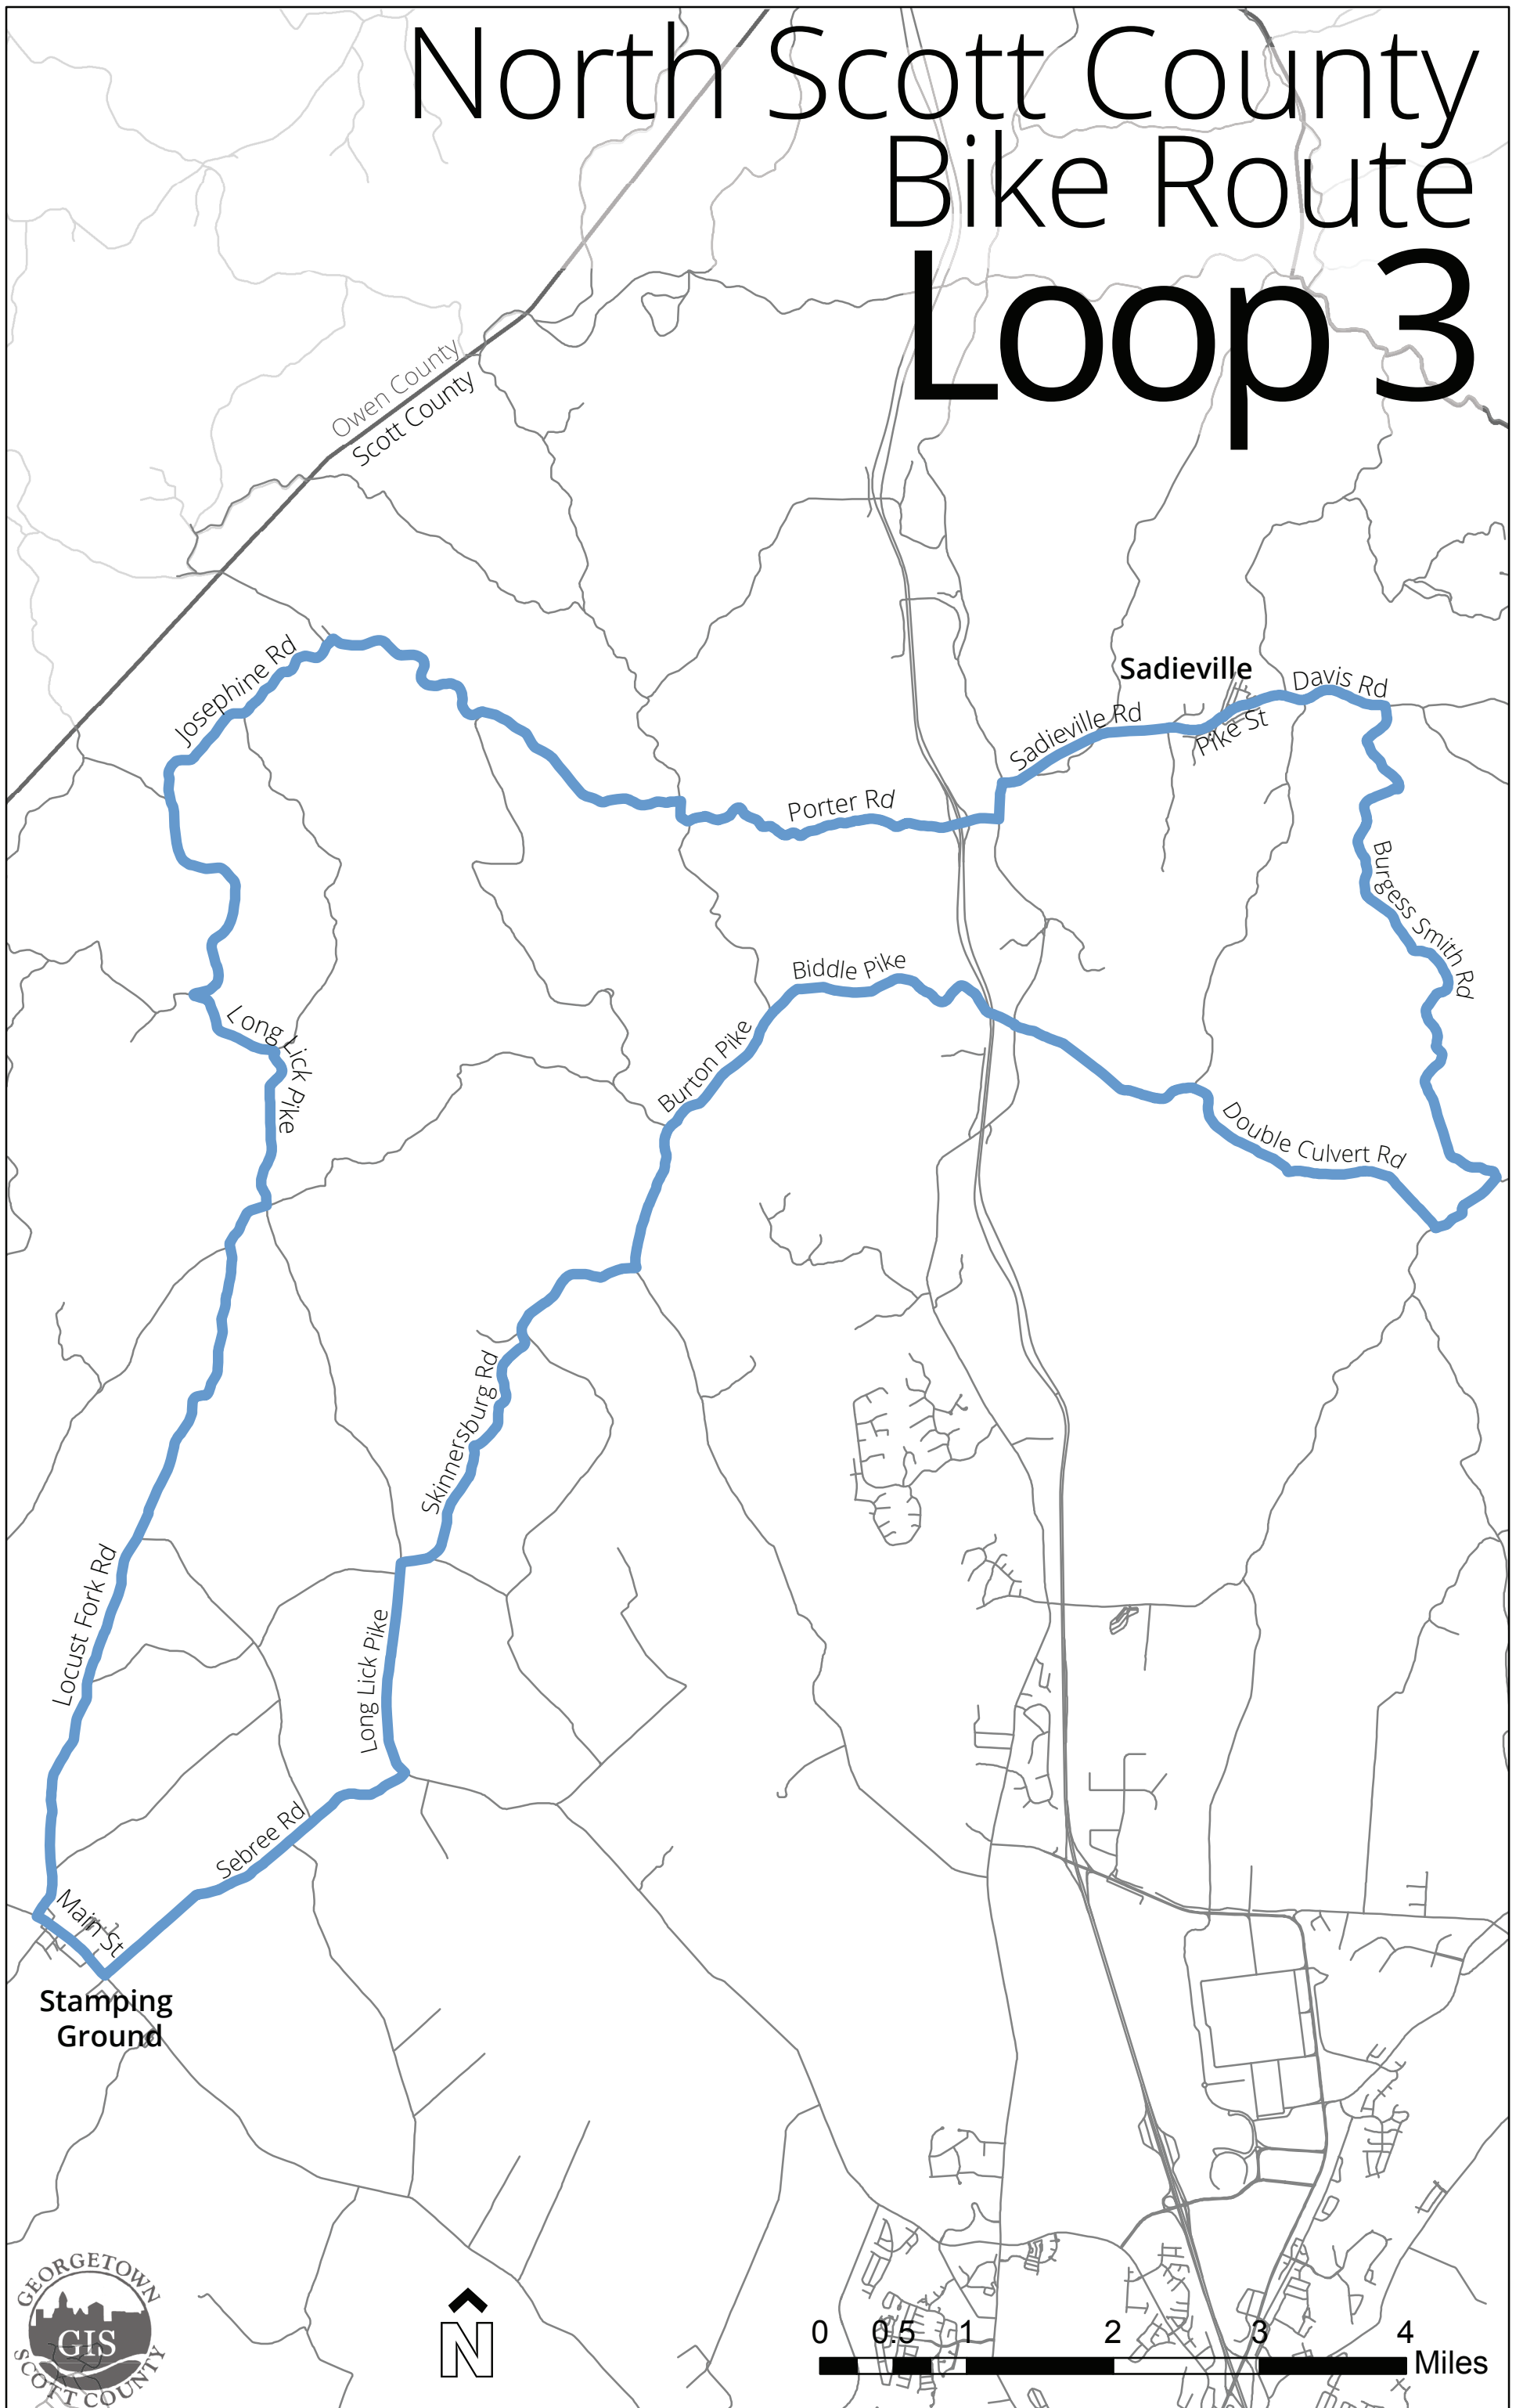 North Scott County
Bike Route
Loop 3
Owen County
Scott County
Josephine Rd
Sadieville
Davis Rd
Sadieville Rd
Pike St
Porter Rd
Burgess Smith Rd
Biddle Pike
Long Lick Pike
Burton Pike
Double Culvert Rd
Skinnersburg Rd
Locust Fork Rd
Long Lick Pike
Sebree Rd
Main St
Stamping
Ground
GEORGETOWN
GIS
SCOTT COUNTY
N
0 0.5 1 2 3 4
Miles